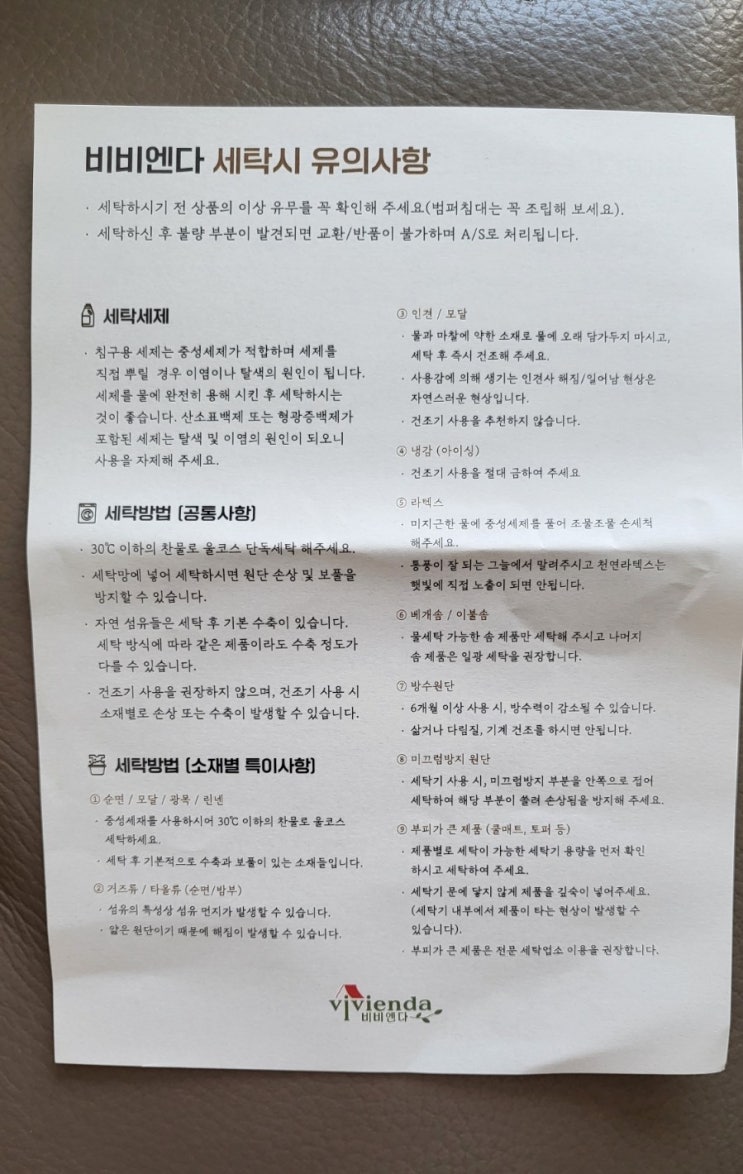 비비엔다 세탁시 유의사항
· 세탁하시기 전 상품의 이상 유무를 꼭 확인해 주세요(범퍼침대는 꼭 조립해 보세요).
· 세탁하신 후 불량 부분이 발견되면 교환/반품이 불가하며 A/S로 처리됩니다.
세탁세제
· 침구용 세제는 중성세제가 적합하며 세제를
직접 뿌릴 경우 이염이나 탈색의 원인이 됩니다.
세제를 물에 완전히 용해 시킨 후 세탁하시는
것이 좋습니다. 산소표백제 또는 형광증백제가
포함된 세제는 탈색 및 이염의 원인이 되오니
사용을 자제해 주세요.
세탁방법 (공통사항)
· 30℃ 이하의 찬물로 울코스 단독세탁 해주세요.
· 세탁망에 넣어 세탁하시면 원단 손상 및 보풀을
방지할 수 있습니다.
· 자연 섬유들은 세탁 후 기본 수축이 있습니다.
세탁 방식에 따라 같은 제품이라도 수축 정도가
다를 수 있습니다.
· 건조기 사용을 권장하지 않으며, 건조기 사용 시
소재별로 손상 또는 수축이 발생할 수 있습니다.
세탁방법 (소재별 특이사항)
① 순면 / 모달 / 광목 / 린넨
· 중성세재를 사용하시어 30℃ 이하의 찬물로 울코스
세탁하세요.
· 세탁 후 기본적으로 수축과 보풀이 있는 소재들입니다.
② 거즈류 / 타올류 (순면/밤부)
· 섬유의 특성상 섬유 먼지가 발생할 수 있습니다.
· 얇은 원단이기 때문에 해짐이 발생할 수 있습니다.
③ 인견 / 모달
· 물과 마찰에 약한 소재로 물에 오래 담가두지 마시고,
세탁 후 즉시 건조해 주세요.
· 사용감에 의해 생기는 인견사 해짐/일어남 현상은
자연스러운 현상입니다.
· 건조기 사용을 추천하지 않습니다.
④ 냉감 (아이싱)
· 건조기 사용을 절대 금하여 주세요
⑤ 라텍스
· 미지근한 물에 중성세제를 풀어 조물조물 손세척
해주세요.
· 통풍이 잘 되는 그늘에서 말려주시고 천연라텍스는
햇빛에 직접 노출이 되면 안됩니다.
⑥ 베개솜 / 이불솜
· 물세탁 가능한 솜 제품만 세탁해 주시고 나머지
솜 제품은 일광 세탁을 권장합니다.
⑦ 방수원단
· 6개월 이상 사용 시, 방수력이 감소될 수 있습니다.
· 삶거나 다림질, 기계 건조를 하시면 안됩니다.
⑧ 미끄럼방지 원단
· 세탁기 사용 시, 미끄럼방지 부분을 안쪽으로 접어
세탁하여 해당 부분이 쓸려 손상됨을 방지해 주세요.
⑨ 부피가 큰 제품 (쿨매트, 토퍼 등)
· 제품별로 세탁이 가능한 세탁기 용량을 먼저 확인
하시고 세탁하여 주세요.
· 세탁기 문에 닿지 않게 제품을 깊숙이 넣어주세요.
(세탁기 내부에서 제품이 타는 현상이 발생할 수
있습니다).
· 부피가 큰 제품은 전문 세탁업소 이용을 권장합니다.
vivienda
비비엔다